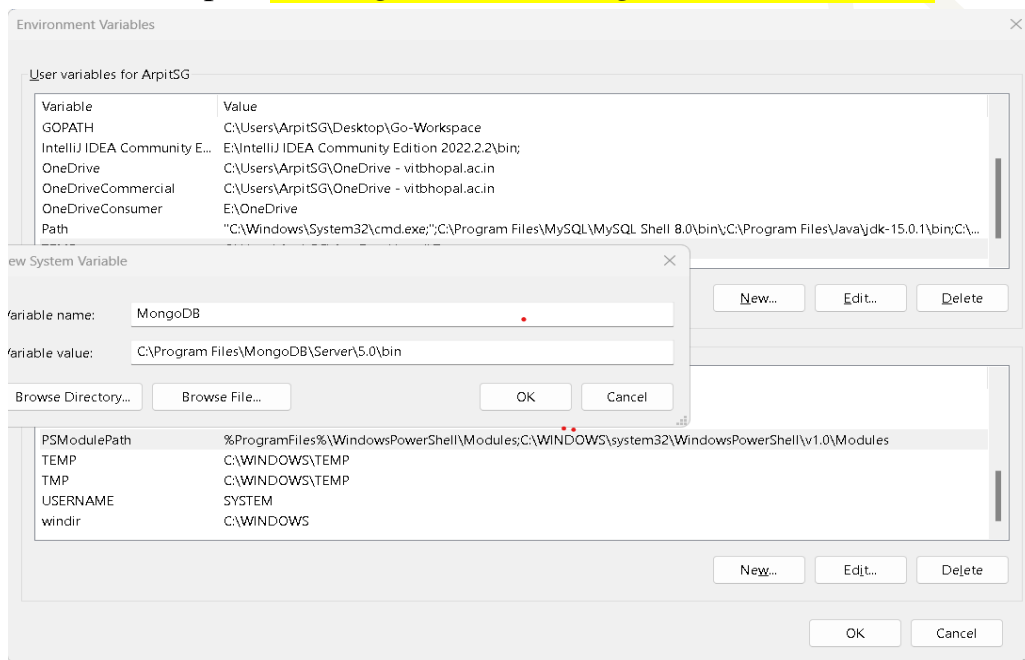 Environment Variables
User variables for ArpitSG
Variable Value
GOPATH C:\Users\ArpitSG\Desktop\Go-Workspace
IntelliJ IDEA Community E... E:\IntelliJ IDEA Community Edition 2022.2.2\bin;
OneDrive C:\Users\ArpitSG\OneDrive - vitbhopal.ac.in
OneDriveCommercial C:\Users\ArpitSG\OneDrive - vitbhopal.ac.in
OneDriveConsumer E:\OneDrive
Path "C:\Windows\System32\cmd.exe;";C:\Program Files\MySQL\MySQL Shell 8.0\bin\;C:\Program Files\Java\jdk-15.0.1\bin;C:\...
ew System Variable
New... Edit... Delete
Variable name: MongoDB
Variable value: C:\Program Files\MongoDB\Server\5.0\bin
Browse Directory... Browse File... OK Cancel
PSModulePath %ProgramFiles%\WindowsPowerShell\Modules;C:\WINDOWS\system32\WindowsPowerShell\v1.0\Modules
TEMP C:\WINDOWS\TEMP
TMP C:\WINDOWS\TEMP
USERNAME SYSTEM
windir C:\WINDOWS
New... Edit... Delete
OK Cancel